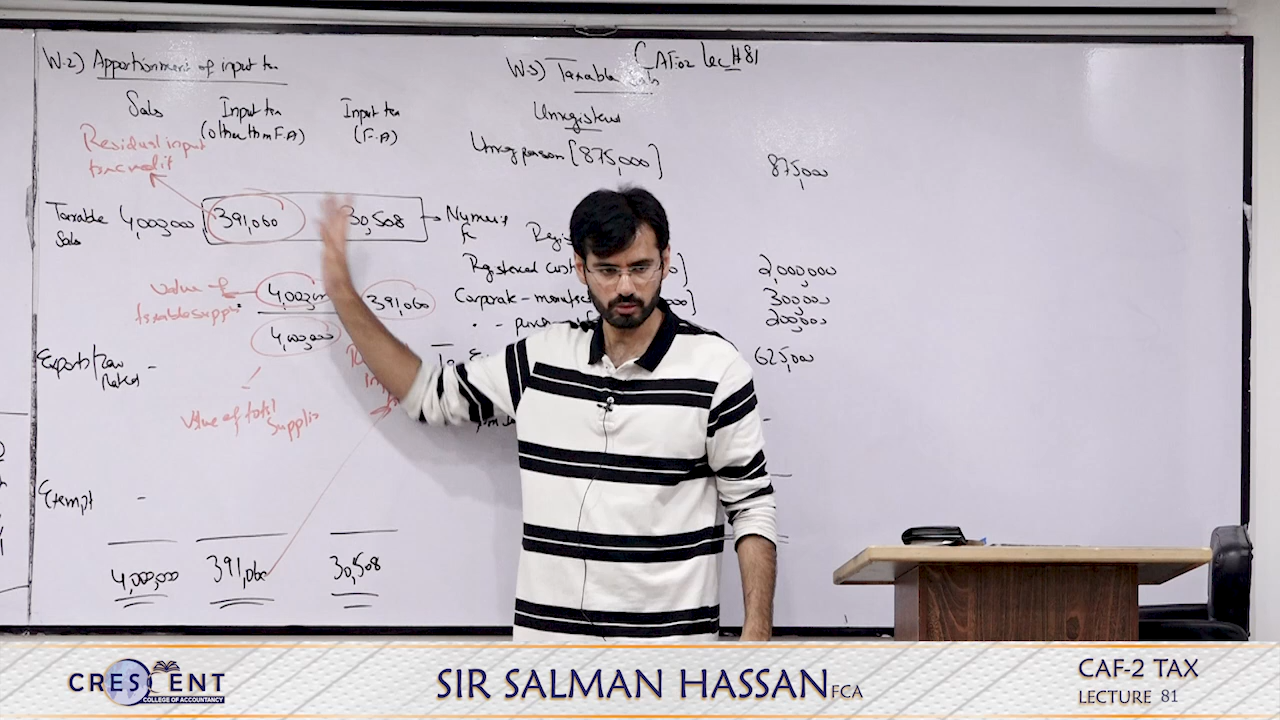 W-2) Apportionment of input tax
Sales
Input tax
(other than F.A)
Input tax
(F.A)
Residual input
tax credit
Taxable
Sales
4,000,000
391,060
30,508
Value of
taxable supplies
4,000,000
391,060
4,000,000
Value of total
supplies
Exports/Zero
Rated
-
Exempt
-
4,000,000
391,060
30,508
CAF-02 Lec #81
W-3) Taxable Sales
Unregistered
Unreg person [875,000]
875,000
Registered
2,000,000
Corporate - manufac
300,000
200,000
625,000
CRESCENT
COLLEGE OF ACCOUNTANCY
SIR SALMAN HASSAN FCA
CAF-2 TAX
LECTURE 81